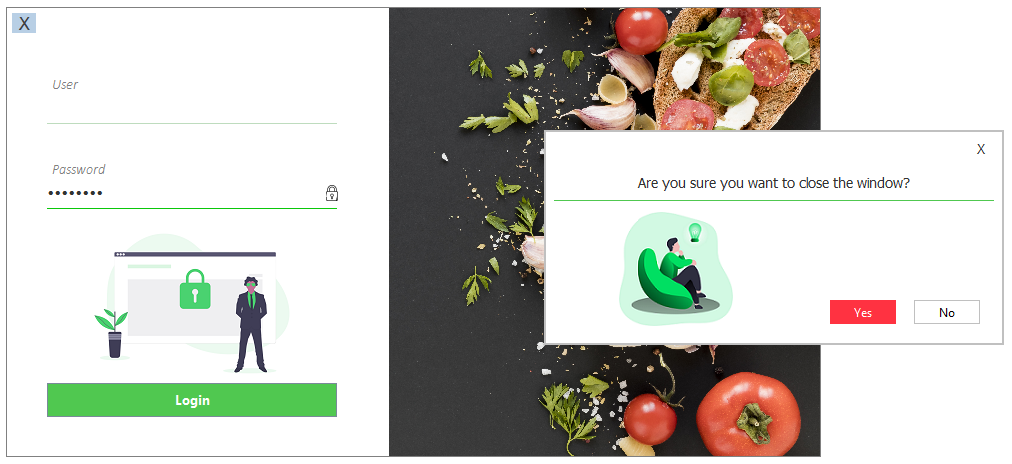 X
User
Password
••••••••
Login
X
Are you sure you want to close the window?
Yes
No